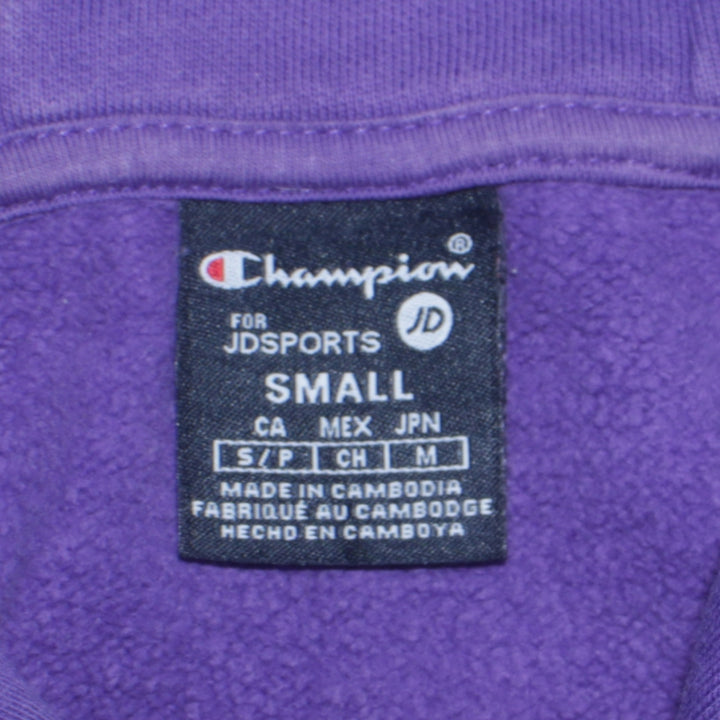 Champion®
FOR
JDSPORTS JD
SMALL
CA MEX JPN
S/P CH M
MADE IN CAMBODIA
FABRIQUÉ AU CAMBODGE
HECHO EN CAMBOYA